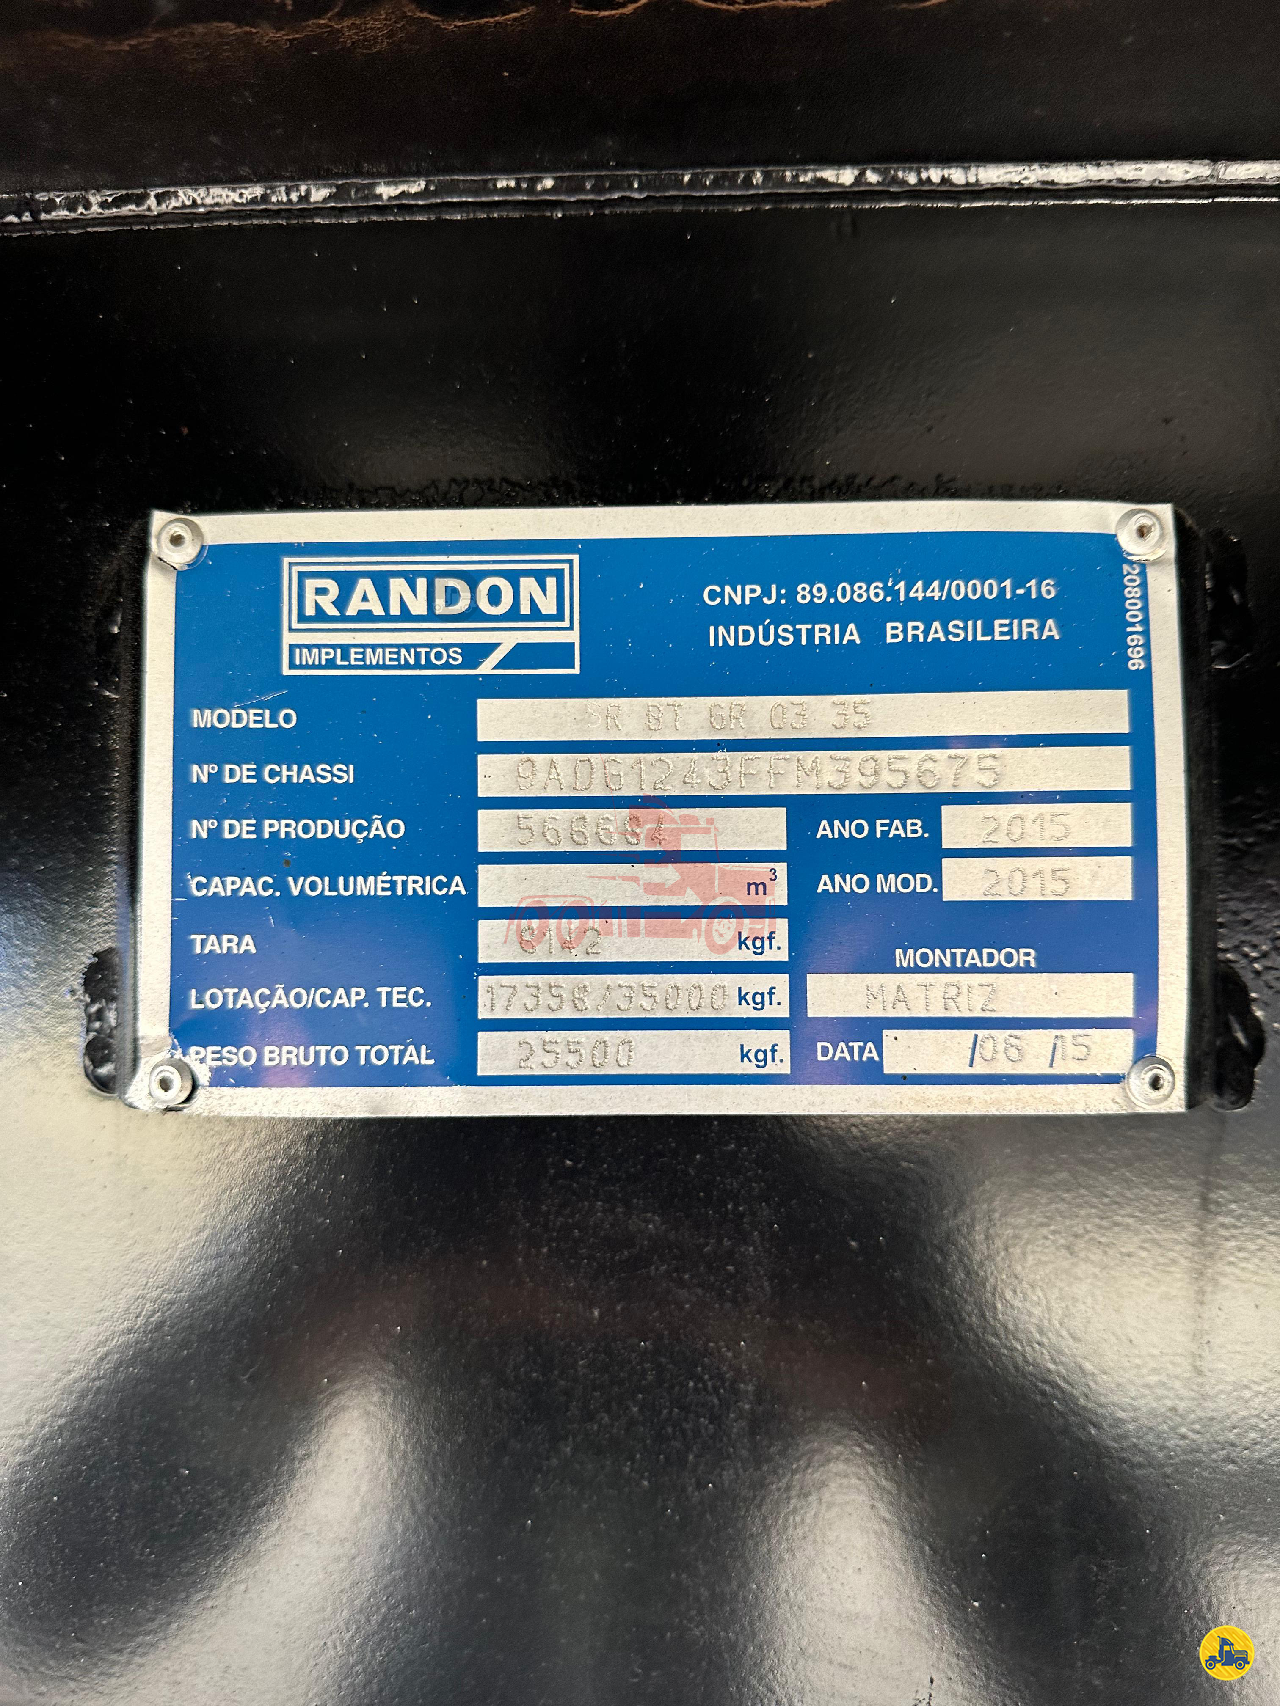 RANDON
IMPLEMENTOS
CNPJ: 89.086.144/0001-16
INDÚSTRIA BRASILEIRA
208001696
MODELO SR BT GR 03 35
Nº DE CHASSI 9ADG1243FFM395675
Nº DE PRODUÇÃO ANO FAB. 2015
CAPAC. VOLUMÉTRICA m³ ANO MOD. 2015
TARA kgf.
MONTADOR
LOTAÇÃO/CAP. TEC. 17358/35000 kgf. MATRIZ
PESO BRUTO TOTAL 25500 kgf. DATA /06 /15